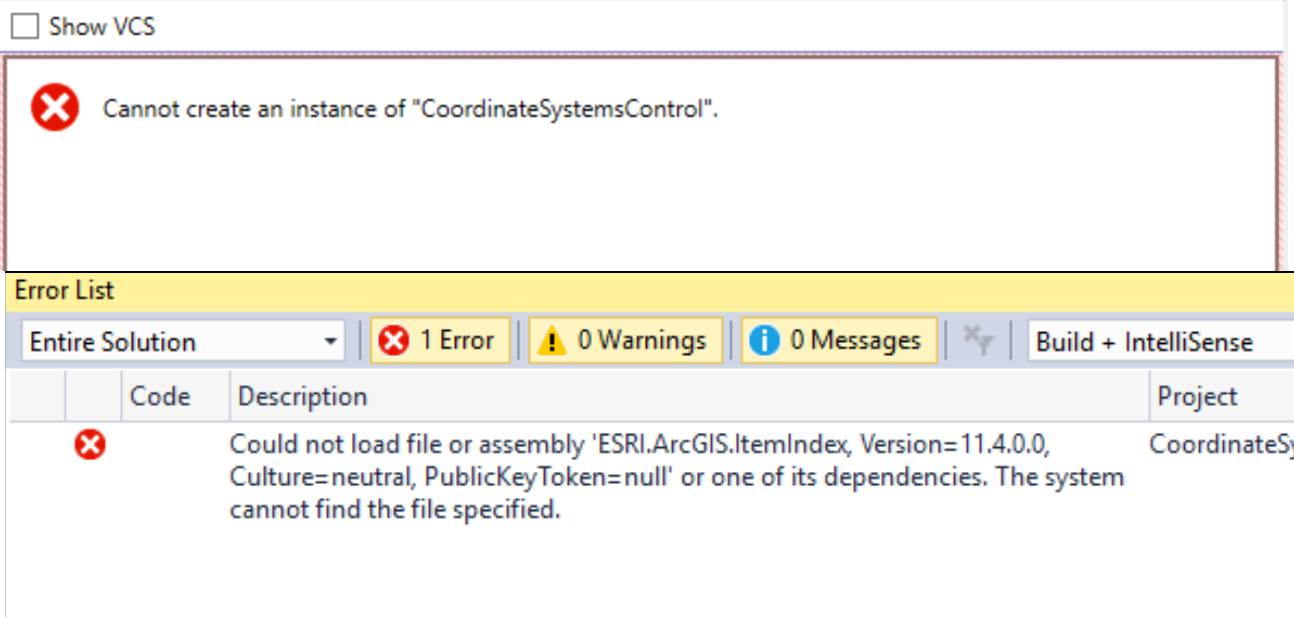 Show VCS
Cannot create an instance of "CoordinateSystemsControl".
Error List
Entire Solution
1 Error
0 Warnings
0 Messages
Build + IntelliSense
Code
Description
Project
Could not load file or assembly 'ESRI.ArcGIS.ItemIndex, Version=11.4.0.0,
Culture=neutral, PublicKeyToken=null' or one of its dependencies. The system
cannot find the file specified.
CoordinateSy